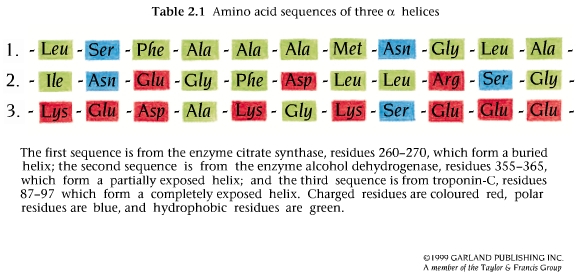 Table 2.1 Amino acid sequences of three α helices
1. - Leu - Ser - Phe - Ala - Ala - Ala - Met - Asn - Gly - Leu - Ala -
2. - Ile - Asn - Glu - Gly - Phe - Asp - Leu - Leu - Arg - Ser - Gly -
3. - Lys - Glu - Asp - Ala - Lys - Gly - Lys - Ser - Glu - Glu - Glu -
The first sequence is from the enzyme citrate synthase, residues 260–270, which form a buried
helix; the second sequence is from the enzyme alcohol dehydrogenase, residues 355–365,
which form a partially exposed helix; and the third sequence is from troponin-C, residues
87–97 which form a completely exposed helix. Charged residues are coloured red, polar
residues are blue, and hydrophobic residues are green.
©1999 GARLAND PUBLISHING INC.
A member of the Taylor & Francis Group